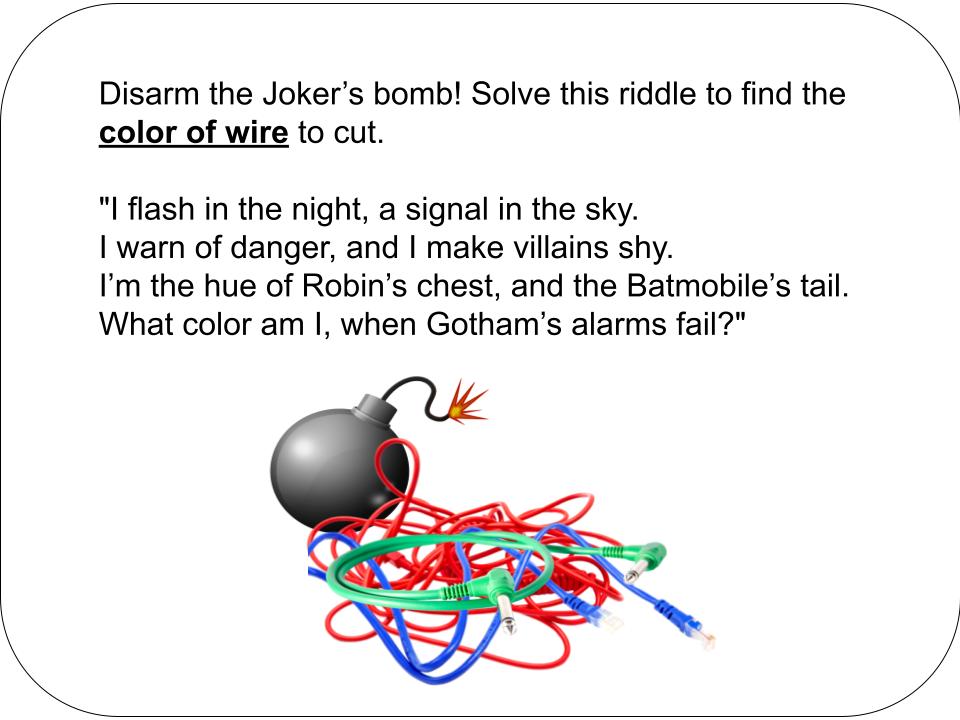 Disarm the Joker’s bomb! Solve this riddle to find the
color of wire to cut.
"I flash in the night, a signal in the sky.
I warn of danger, and I make villains shy.
I’m the hue of Robin’s chest, and the Batmobile’s tail.
What color am I, when Gotham’s alarms fail?"